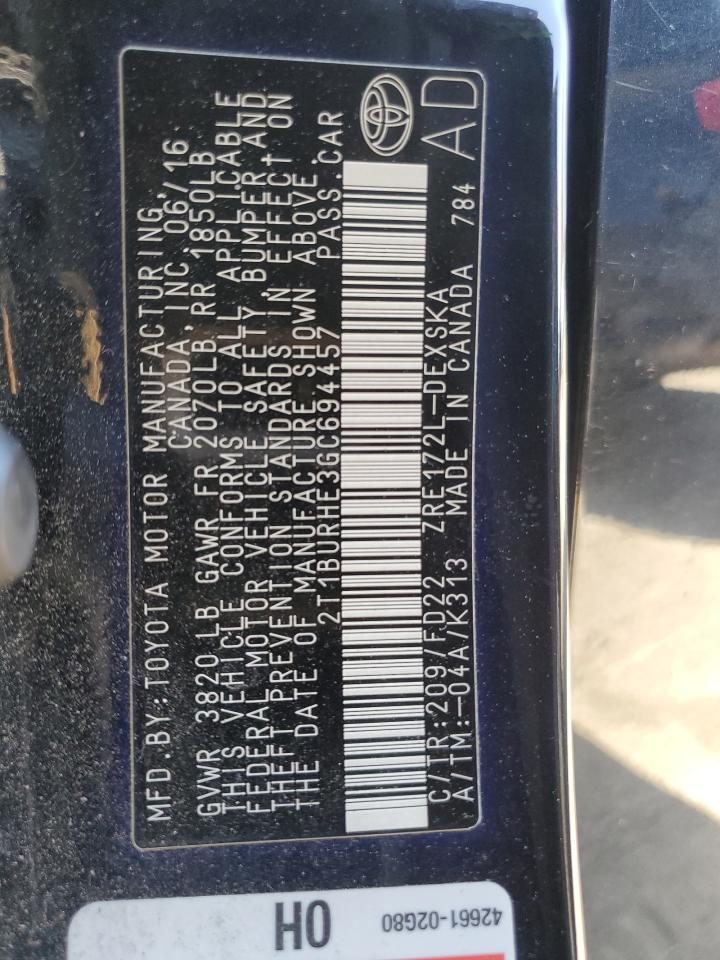 MFD.BY:TOYOTA MOTOR MANUFACTURING,
CANADA,INC. 06/16
GVWR 3820 LB GAWR FR 2070LB,RR 1850LB
THIS VEHICLE CONFORMS TO ALL APPLICABLE
FEDERAL MOTOR VEHICLE SAFETY, BUMPER AND
THEFT PREVENTION STANDARDS IN EFFECT ON
THE DATE OF MANUFACTURE SHOWN ABOVE.
2T1BURHE3GC694457 PASS.CAR
C/TR:209/FD22 ZRE172L-DEXSKA
A/TM:-04A/K313 MADE IN CANADA 784
AD
42661-02G80
OH